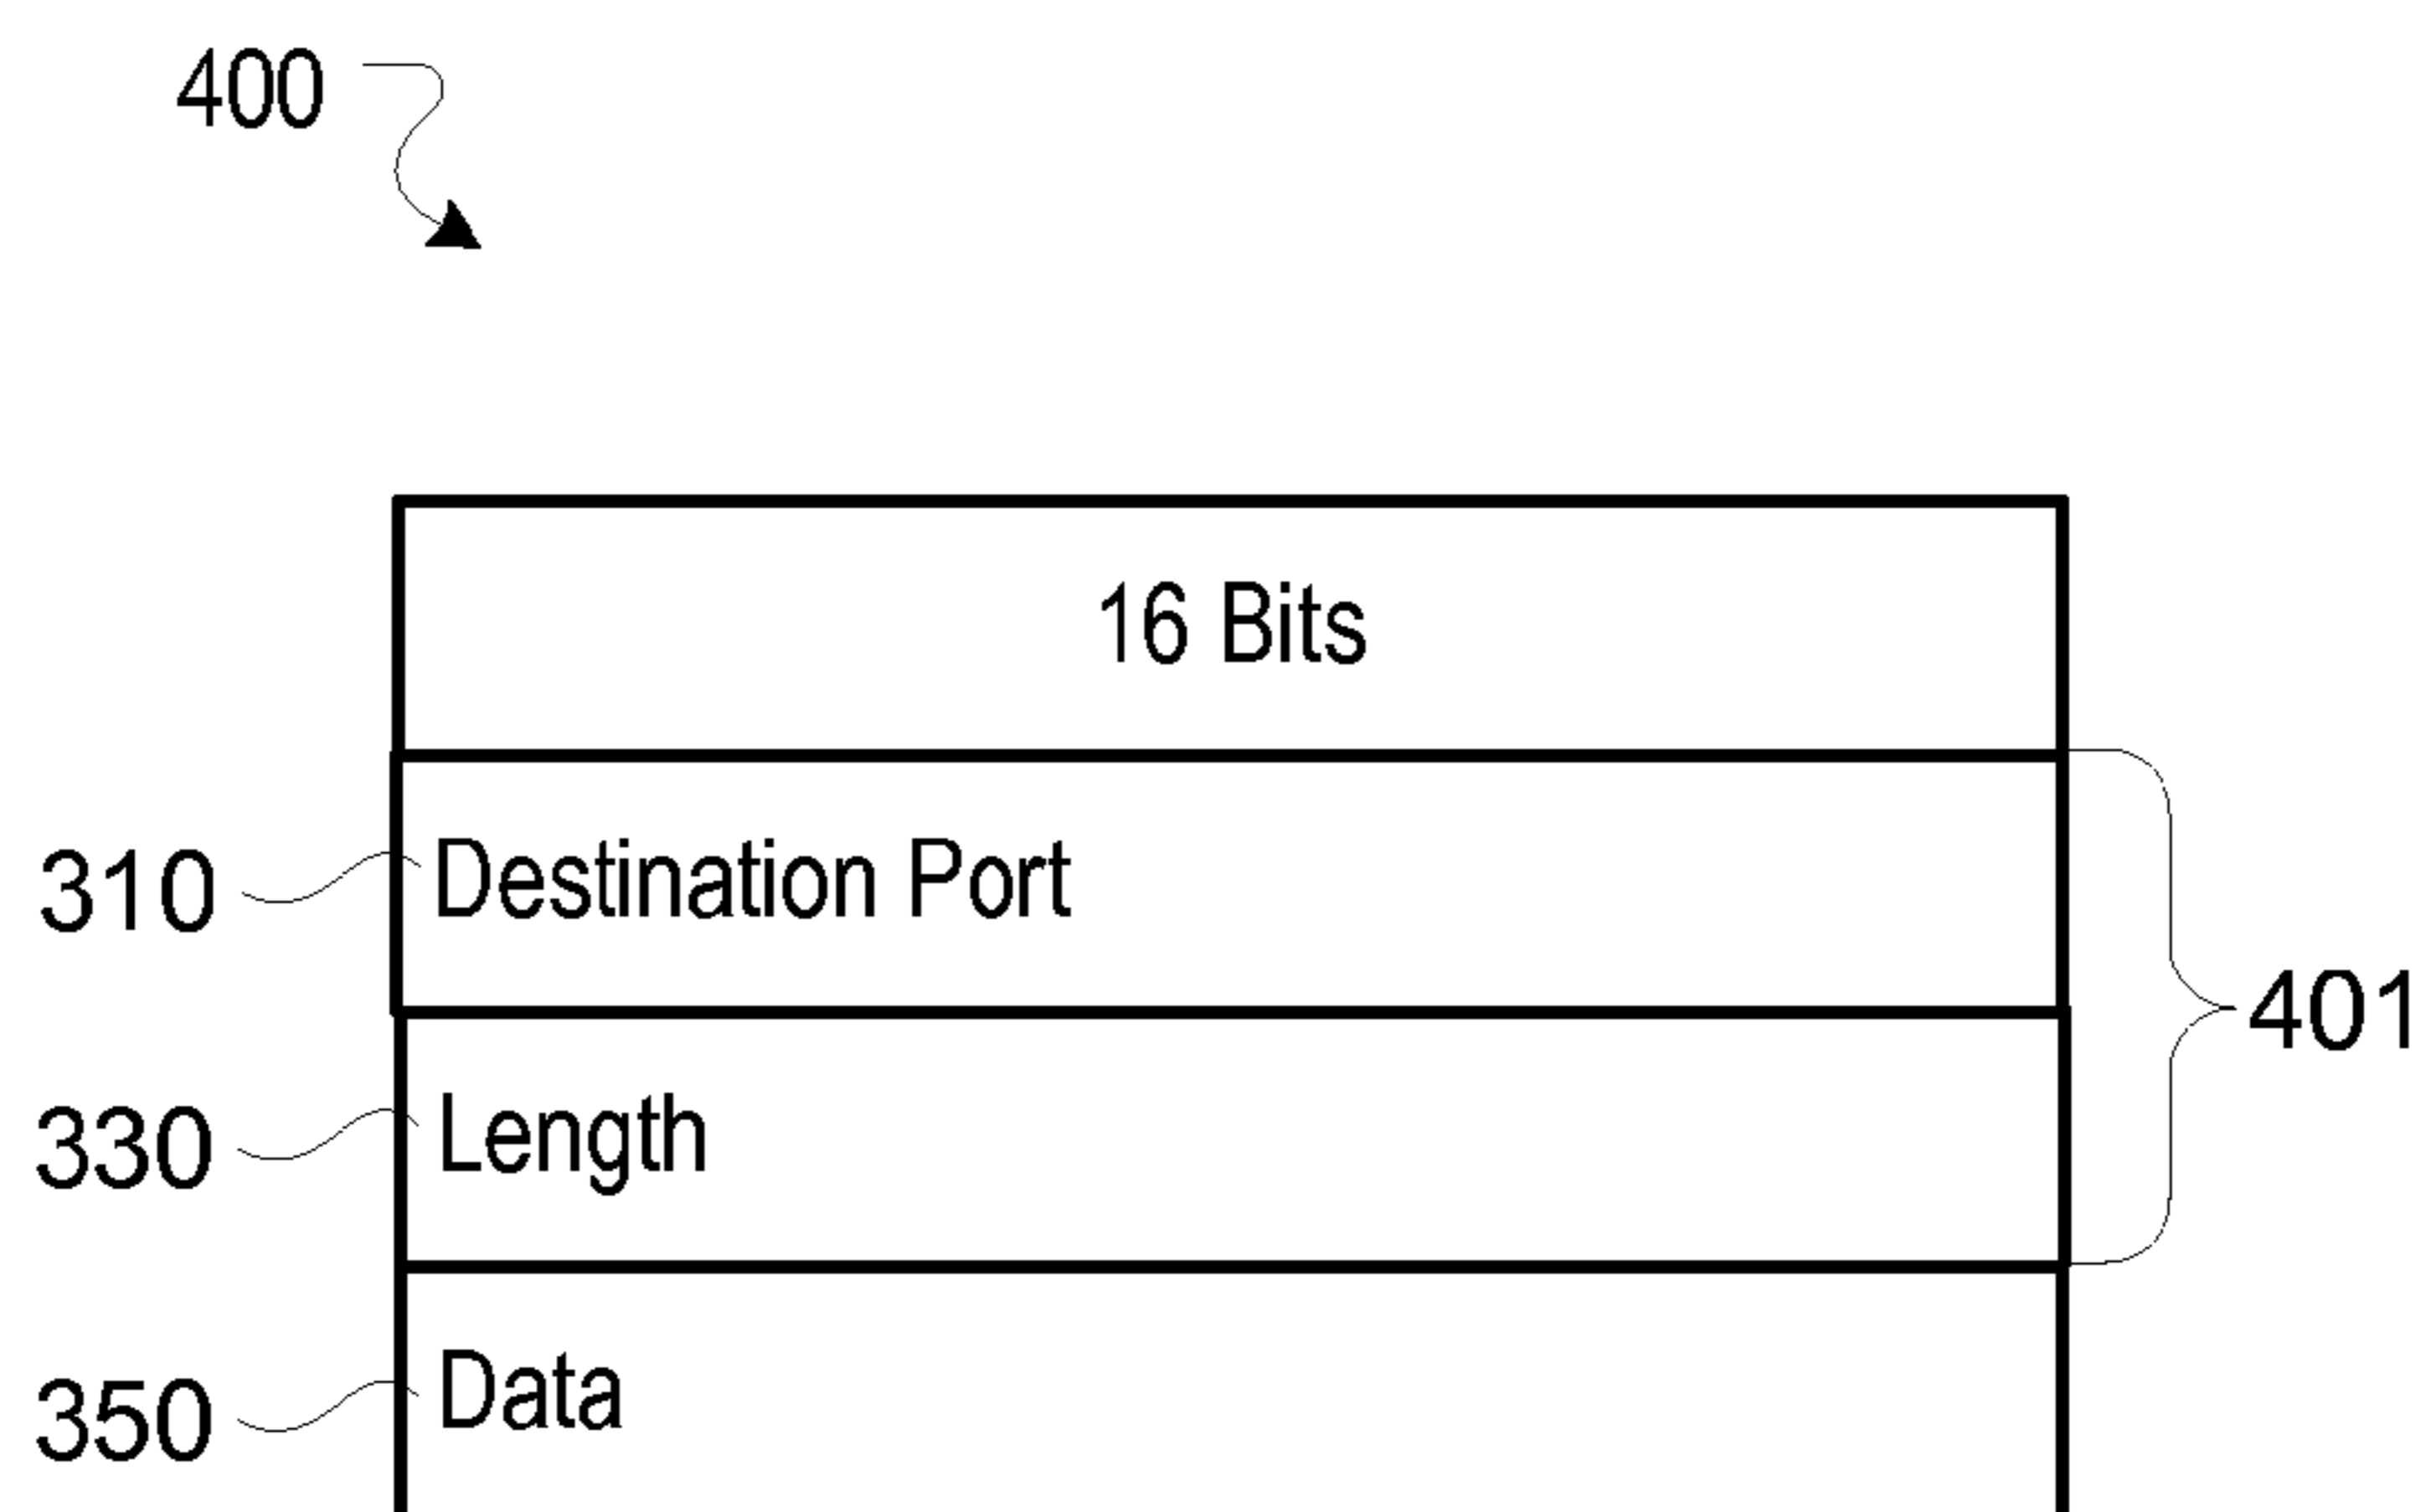 400
16 Bits
310 Destination Port
401
330 Length
350 Data